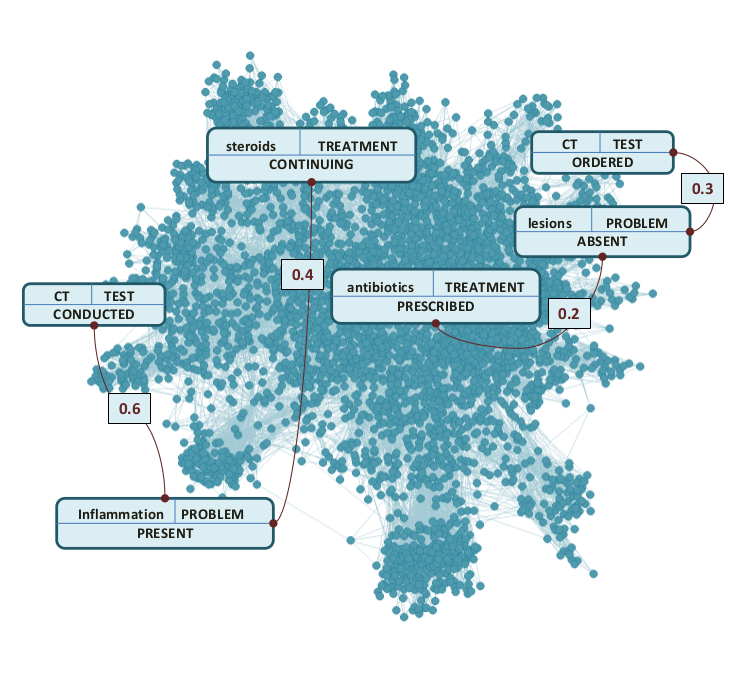 steroids TREATMENT
CONTINUING
CT TEST
ORDERED
0.3
lesions PROBLEM
ABSENT
0.4
antibiotics TREATMENT
PRESCRIBED
0.2
CT TEST
CONDUCTED
0.6
Inflammation PROBLEM
PRESENT